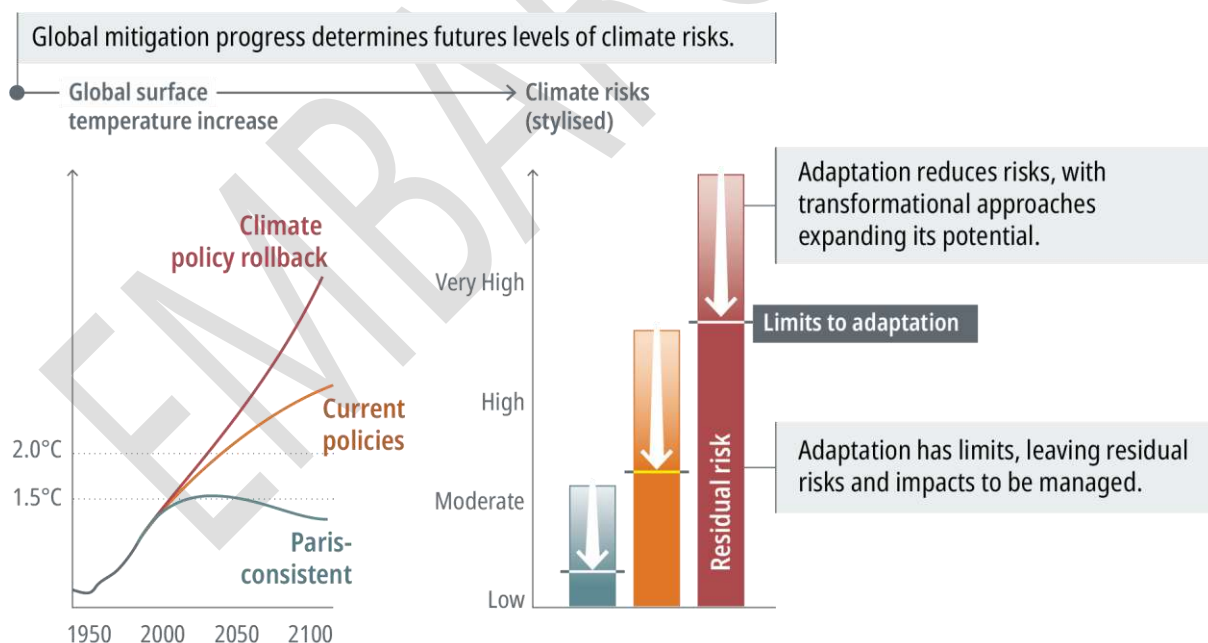 Global mitigation progress determines futures levels of climate risks.
Global surface
temperature increase
Climate risks
(stylised)
Climate
policy rollback
Current
policies
Paris-
consistent
2.0°C
1.5°C
1950 2000 2050 2100
Very High
High
Moderate
Low
Residual risk
Adaptation reduces risks, with
transformational approaches
expanding its potential.
Limits to adaptation
Adaptation has limits, leaving residual
risks and impacts to be managed.
EMBAR